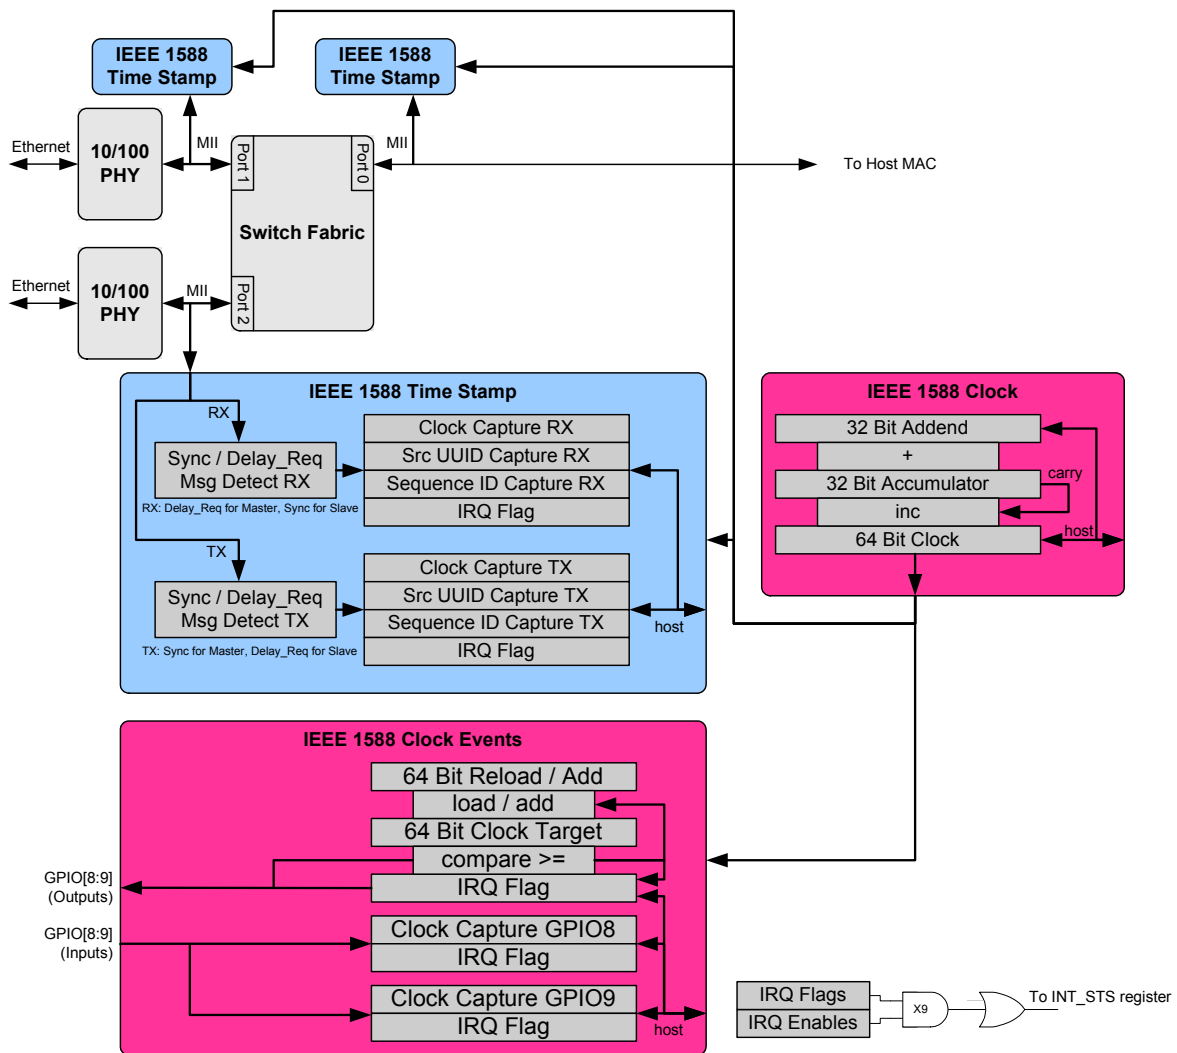 IEEE 1588
Time Stamp
IEEE 1588
Time Stamp
Ethernet
10/100
PHY
MII
Port 1
Port 0
MII
To Host MAC
Switch Fabric
Ethernet
10/100
PHY
MII
Port 2
IEEE 1588 Time Stamp
RX
Sync / Delay_Req
Msg Detect RX
RX: Delay_Req for Master, Sync for Slave
Clock Capture RX
Src UUID Capture RX
Sequence ID Capture RX
IRQ Flag
TX
Sync / Delay_Req
Msg Detect TX
TX: Sync for Master, Delay_Req for Slave
Clock Capture TX
Src UUID Capture TX
Sequence ID Capture TX
IRQ Flag
host
IEEE 1588 Clock
32 Bit Addend
+
carry
32 Bit Accumulator
inc
host
64 Bit Clock
IEEE 1588 Clock Events
64 Bit Reload / Add
load / add
64 Bit Clock Target
compare >=
IRQ Flag
GPIO[8:9]
(Outputs)
GPIO[8:9]
(Inputs)
Clock Capture GPIO8
IRQ Flag
Clock Capture GPIO9
IRQ Flag
host
IRQ Flags
IRQ Enables
X9
To INT_STS register